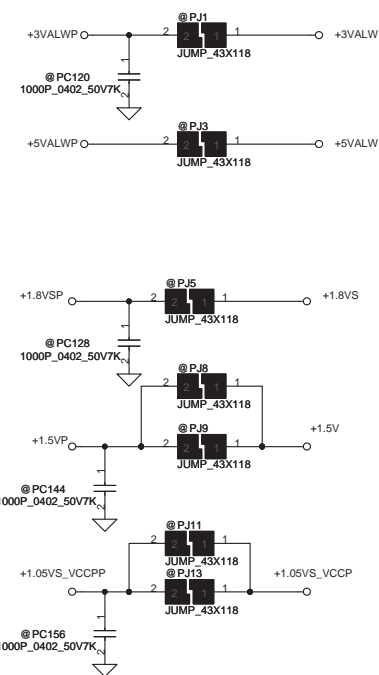 @PJ1
+3VALWP 2 2 1 1 +3VALW
JUMP_43X118
1
@PC120
1000P_0402_50V7K
2
@PJ3
+5VALWP 2 2 1 1 +5VALW
JUMP_43X118
@PJ5
+1.8VSP 2 2 1 1 +1.8VS
JUMP_43X118
1
@PC128
1000P_0402_50V7K
2
@PJ8
2 2 1 1
JUMP_43X118
@PJ9
+1.5VP 2 2 1 1 +1.5V
JUMP_43X118
1
@PC144
1000P_0402_50V7K
2
@PJ11
2 2 1 1
JUMP_43X118
@PJ13
+1.05VS_VCCPP 2 2 1 1 +1.05VS_VCCP
JUMP_43X118
1
@PC156
1000P_0402_50V7K
2